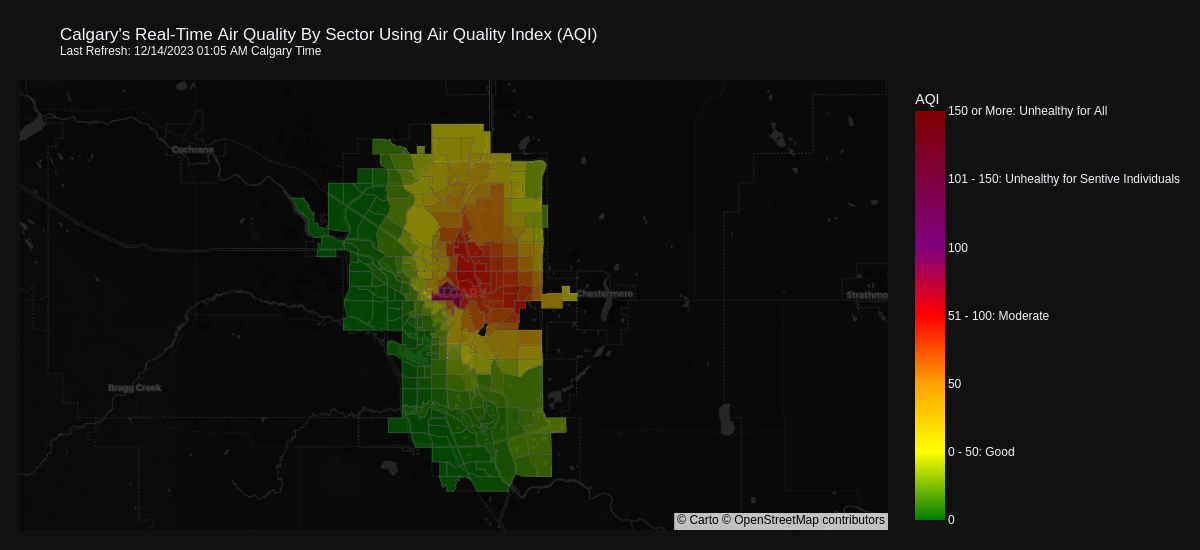 Calgary's Real-Time Air Quality By Sector Using Air Quality Index (AQI)
Last Refresh: 12/14/2023 01:05 AM Calgary Time
AQI
150 or More: Unhealthy for All
Cochrane
101 - 150: Unhealthy for Sentive Individuals
100
Chestermere
Strathmo
51 - 100: Moderate
50
Bragg Creek
0 - 50: Good
0
© Carto © OpenStreetMap contributors